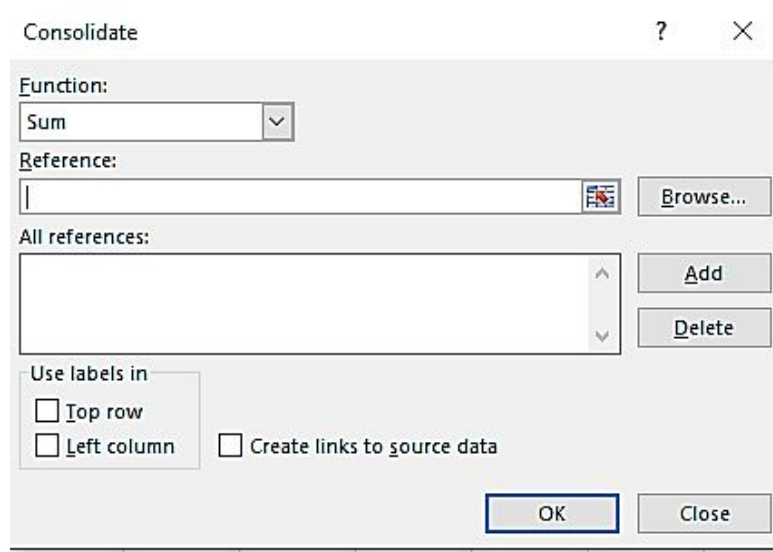 Consolidate ?
Function:
Sum
Reference:
Browse...
All references:
Add
Delete
Use labels in
Top row
Left column
Create links to source data
OK
Close